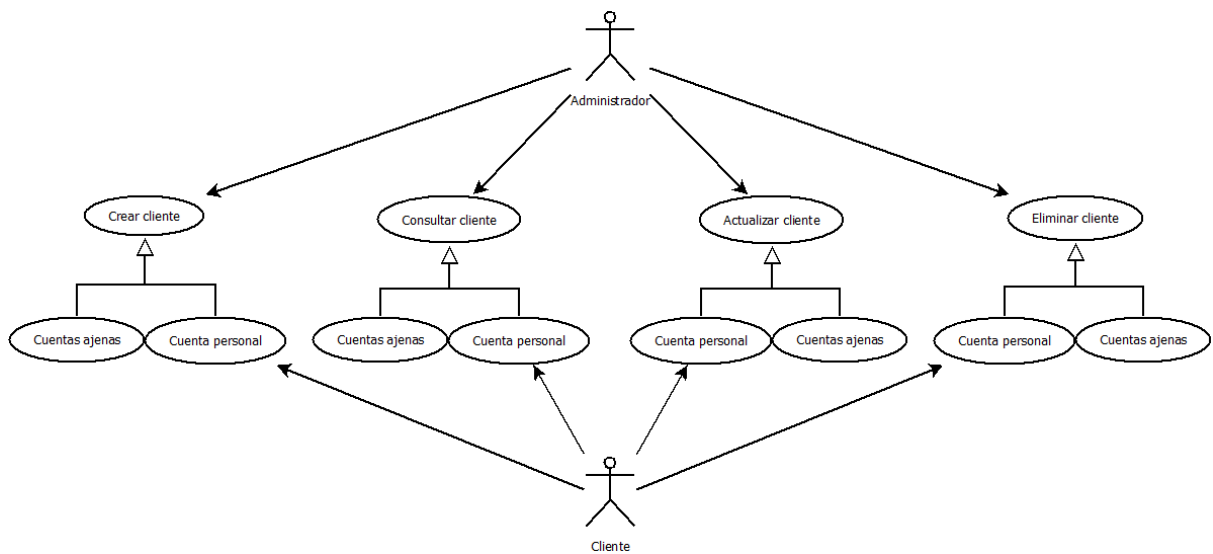 Administrador
Crear cliente
Consultar cliente
Actualizar cliente
Eliminar cliente
Cuentas ajenas
Cuenta personal
Cuentas ajenas
Cuenta personal
Cuenta personal
Cuentas ajenas
Cuenta personal
Cuentas ajenas
Cliente